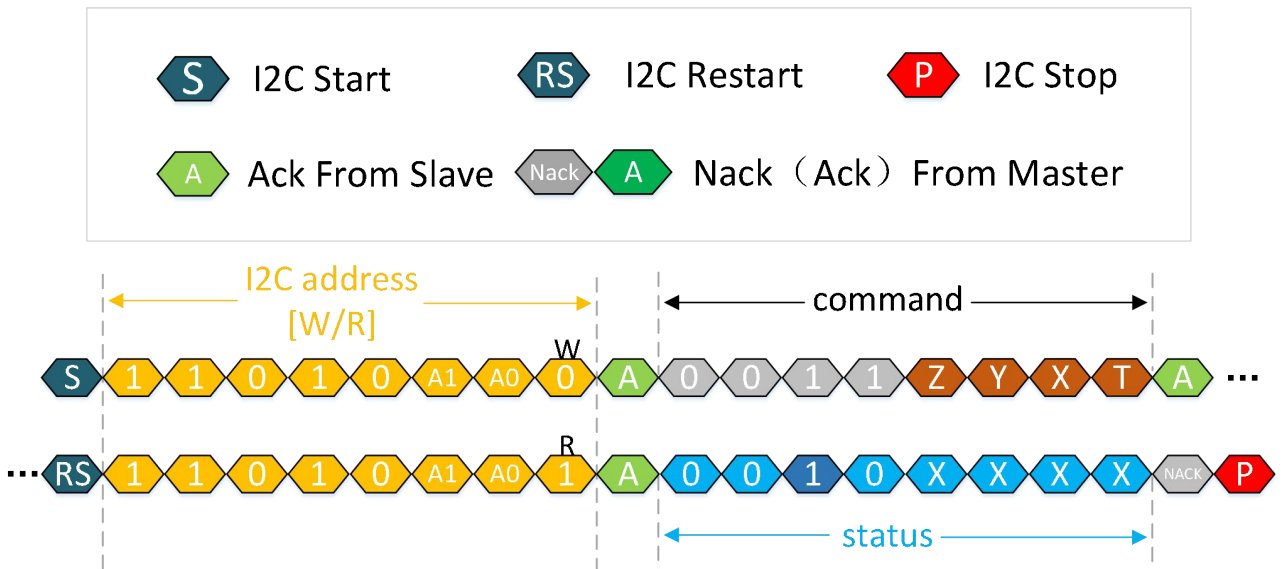 S I2C Start RS I2C Restart P I2C Stop
A Ack From Slave Nack A Nack（Ack）From Master
I2C address
[W/R]
command
W
S 1 1 0 1 0 A1 A0 0 A 0 0 1 1 Z Y X T A ...
R
... RS 1 1 0 1 0 A1 A0 1 A 0 0 1 0 X X X X NACK P
status